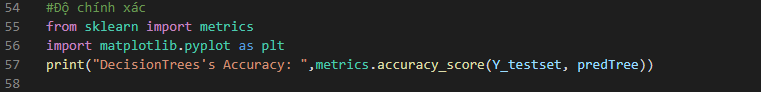 54 #Độ chính xác
55 from sklearn import metrics
56 import matplotlib.pyplot as plt
57 print("DecisionTrees's Accuracy: ",metrics.accuracy_score(Y_testset, predTree))
58